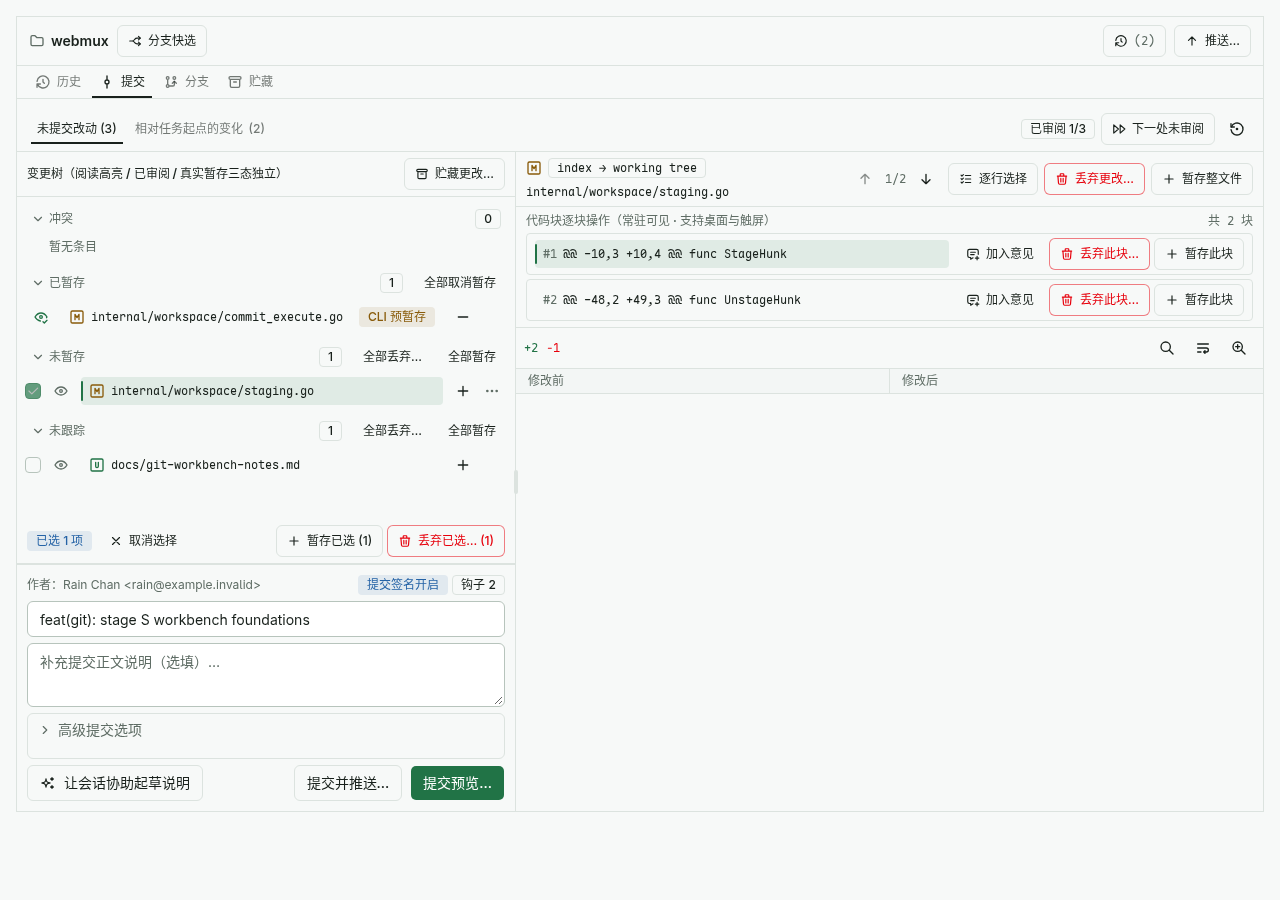 webmux 分支快选 (2) 推送...
历史 提交 分支 贮藏
未提交改动 (3) 相对任务起点的变化 (2) 已审阅 1/3 下一处未审阅
变更树（阅读高亮 / 已审阅 / 真实暂存三态独立） 贮藏更改...
冲突 0
暂无条目
已暂存 1 全部取消暂存
M internal/workspace/commit_execute.go CLI 预暂存
未暂存 1 全部丢弃... 全部暂存
M internal/workspace/staging.go
未跟踪 1 全部丢弃... 全部暂存
U docs/git-workbench-notes.md
已选 1 项 取消选择 暂存已选 (1) 丢弃已选... (1)
作者：Rain Chan <rain@example.invalid> 提交签名开启 钩子 2
feat(git): stage S workbench foundations
补充提交正文说明（选填）...
高级提交选项
让会话协助起草说明 提交并推送... 提交预览...
M index → working tree
internal/workspace/staging.go
1/2 逐行选择 丢弃更改... 暂存整文件
代码块逐块操作（常驻可见 · 支持桌面与触屏） 共 2 块
#1 @@ -10,3 +10,4 @@ func StageHunk 加入意见 丢弃此块... 暂存此块
#2 @@ -48,2 +49,3 @@ func UnstageHunk 加入意见 丢弃此块... 暂存此块
+2 -1
修改前 修改后